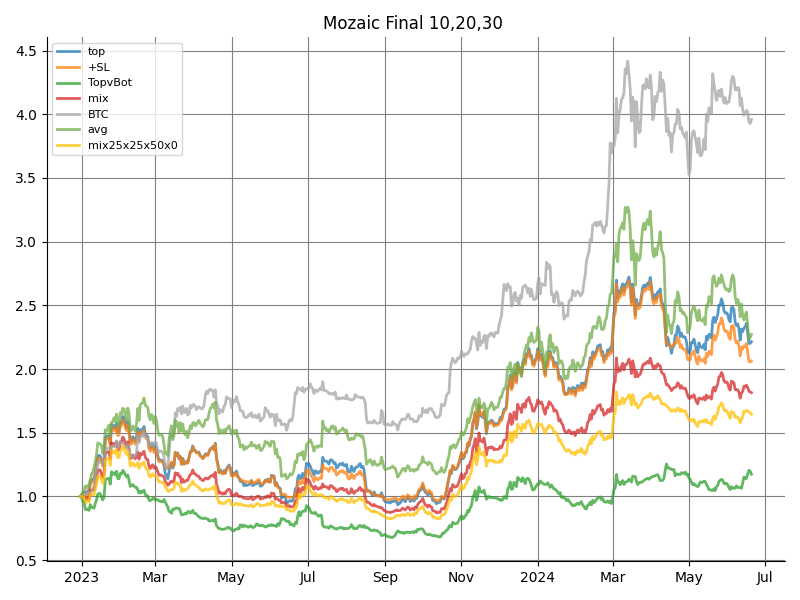 Mozaic Final 10,20,30
top
+SL
TopvBot
mix
BTC
avg
mix25x25x50x0
4.5
4.0
3.5
3.0
2.5
2.0
1.5
1.0
0.5
2023 Mar May Jul Sep Nov 2024 Mar May Jul